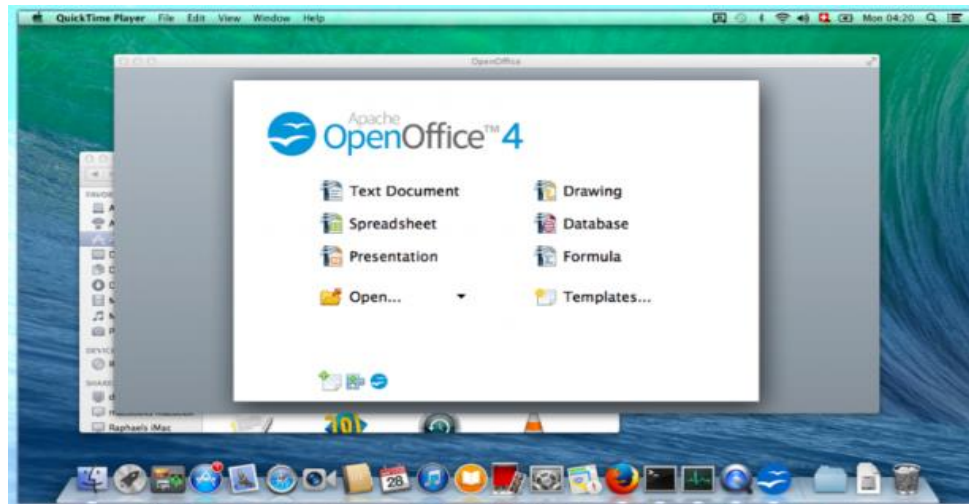 QuickTime Player File Edit View Window Help Mon 04:20
OpenOffice
Apache
OpenOffice™ 4
Text Document Drawing
Spreadsheet Database
Presentation Formula
Open... Templates...
Raphaels iMac
28